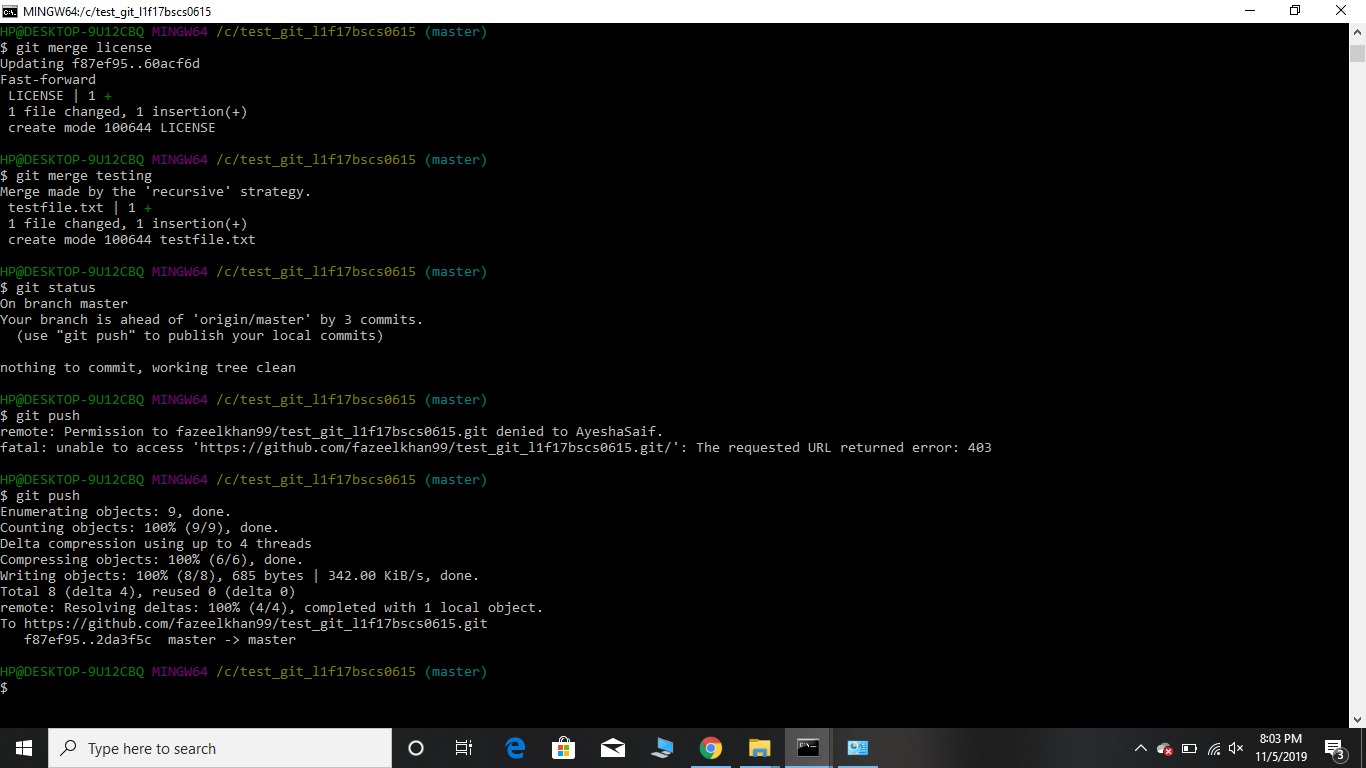 MINGW64:/c/test_git_l1f17bscs0615
HP@DESKTOP-9U12CBQ MINGW64 /c/test_git_l1f17bscs0615 (master)
$ git merge license
Updating f87ef95..60acf6d
Fast-forward
 LICENSE | 1 +
 1 file changed, 1 insertion(+)
 create mode 100644 LICENSE
HP@DESKTOP-9U12CBQ MINGW64 /c/test_git_l1f17bscs0615 (master)
$ git merge testing
Merge made by the 'recursive' strategy.
 testfile.txt | 1 +
 1 file changed, 1 insertion(+)
 create mode 100644 testfile.txt
HP@DESKTOP-9U12CBQ MINGW64 /c/test_git_l1f17bscs0615 (master)
$ git status
On branch master
Your branch is ahead of 'origin/master' by 3 commits.
  (use "git push" to publish your local commits)
nothing to commit, working tree clean
HP@DESKTOP-9U12CBQ MINGW64 /c/test_git_l1f17bscs0615 (master)
$ git push
remote: Permission to fazeelkhan99/test_git_l1f17bscs0615.git denied to AyeshaSaif.
fatal: unable to access 'https://github.com/fazeelkhan99/test_git_l1f17bscs0615.git/': The requested URL returned error: 403
HP@DESKTOP-9U12CBQ MINGW64 /c/test_git_l1f17bscs0615 (master)
$ git push
Enumerating objects: 9, done.
Counting objects: 100% (9/9), done.
Delta compression using up to 4 threads
Compressing objects: 100% (6/6), done.
Writing objects: 100% (8/8), 685 bytes | 342.00 KiB/s, done.
Total 8 (delta 4), reused 0 (delta 0)
remote: Resolving deltas: 100% (4/4), completed with 1 local object.
To https://github.com/fazeelkhan99/test_git_l1f17bscs0615.git
   f87ef95..2da3f5c  master -> master
HP@DESKTOP-9U12CBQ MINGW64 /c/test_git_l1f17bscs0615 (master)
$
Type here to search
8:03 PM
11/5/2019
3